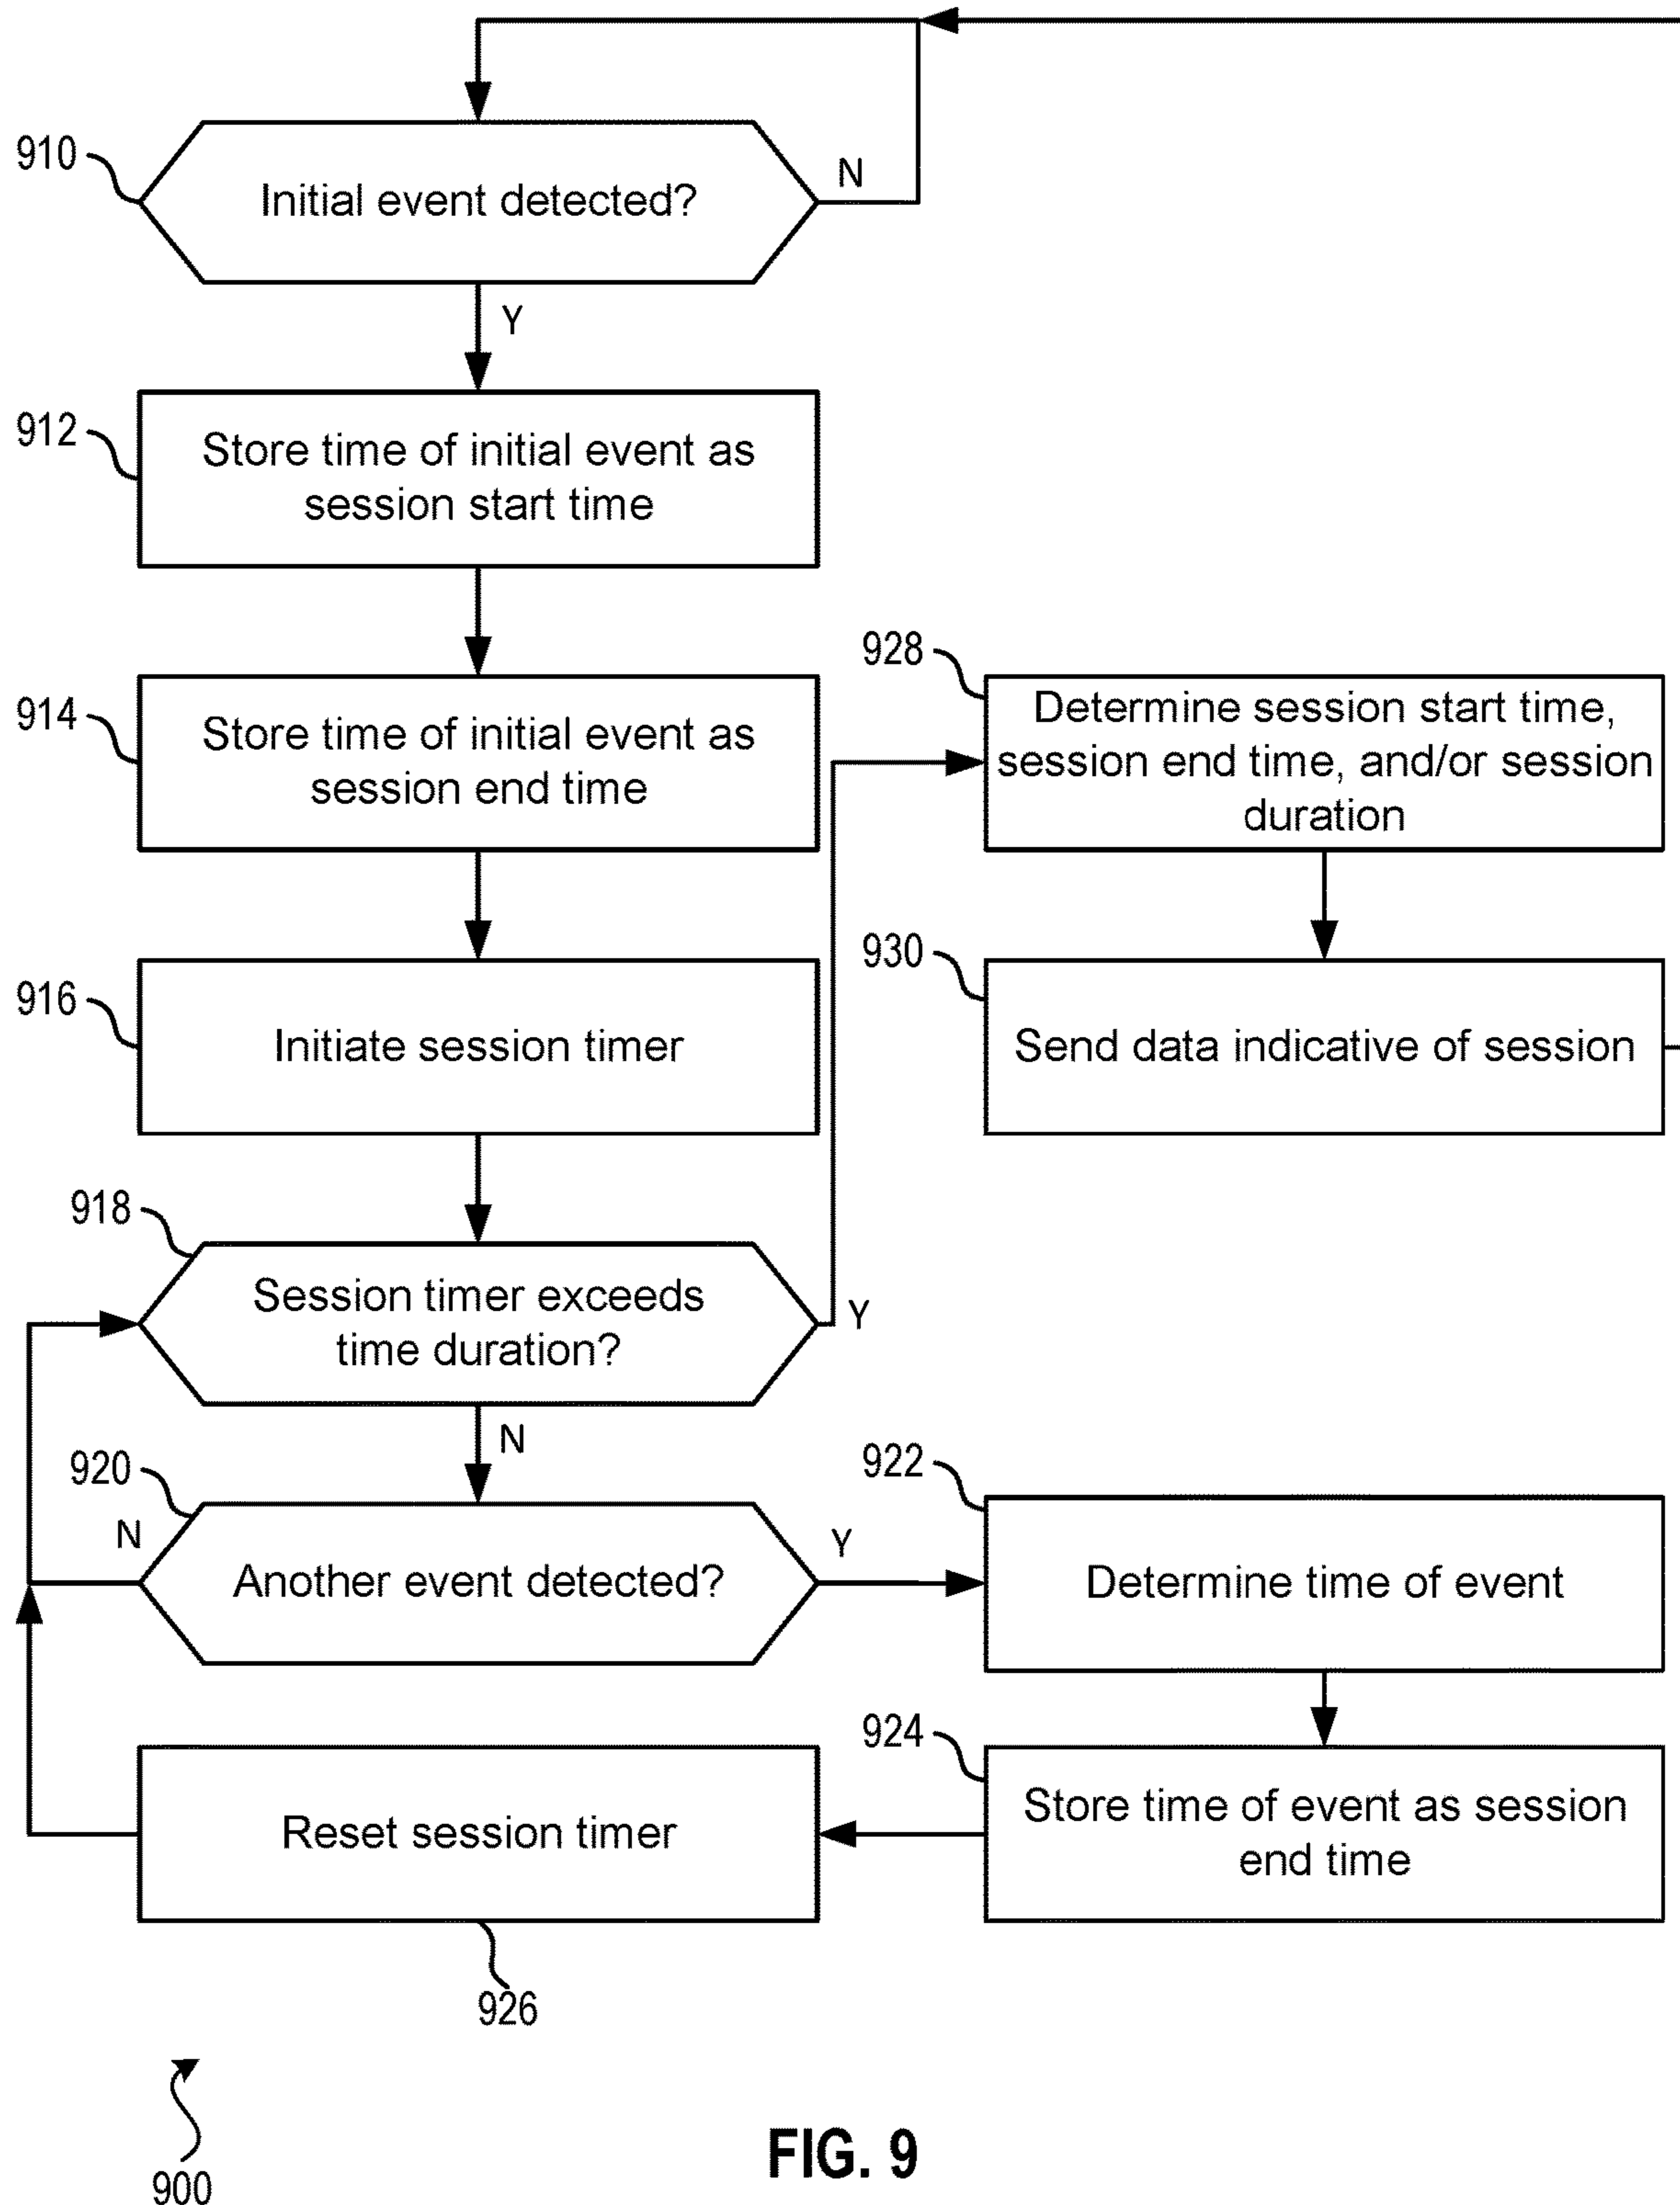 910
Initial event detected?
N
Y
912
Store time of initial event as
session start time
914
Store time of initial event as
session end time
928
Determine session start time,
session end time, and/or session
duration
916
Initiate session timer
930
Send data indicative of session
918
Session timer exceeds
time duration?
Y
N
920
N
Another event detected?
Y
922
Determine time of event
924
Store time of event as session
end time
Reset session timer
926
900
FIG. 9